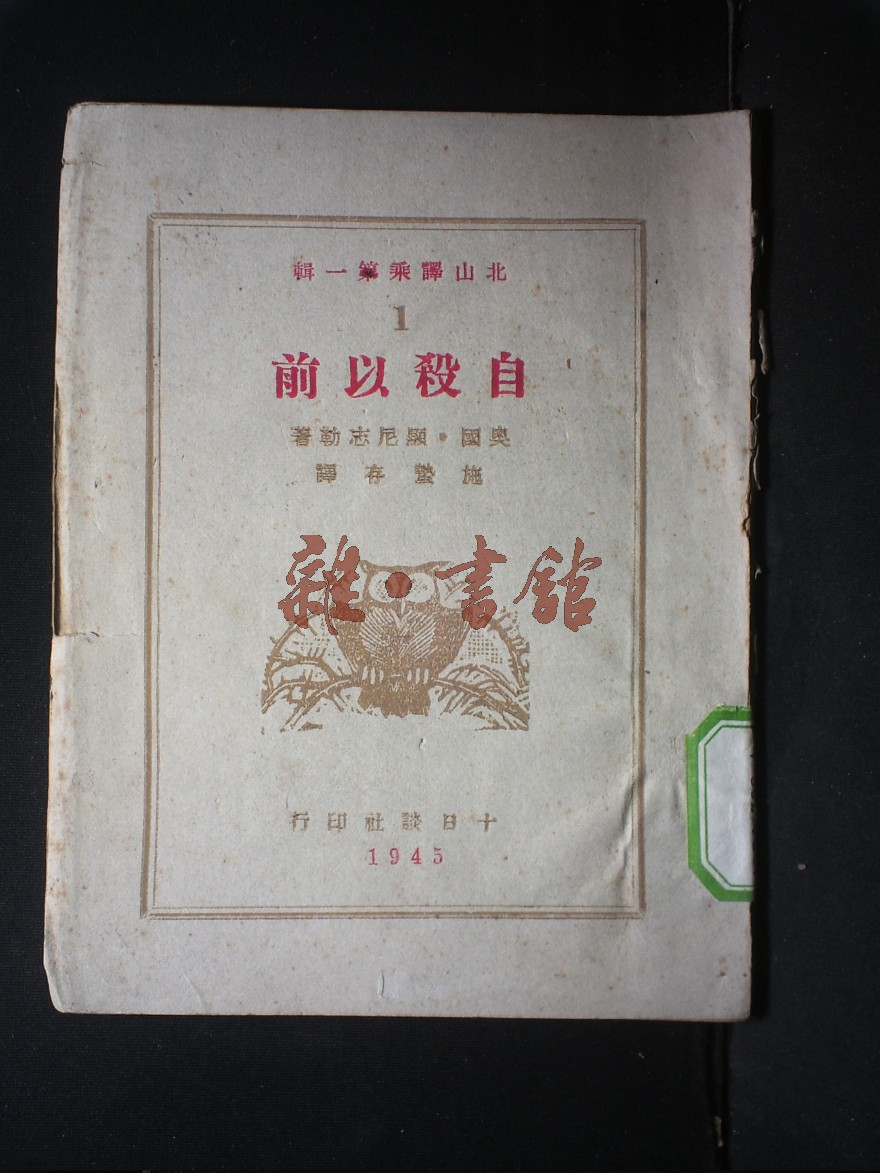 北山譯乘第一輯
1
自殺以前
奧國·顯尼志勒著
施蟄存譯
雜·書館
十日談社印行
1945